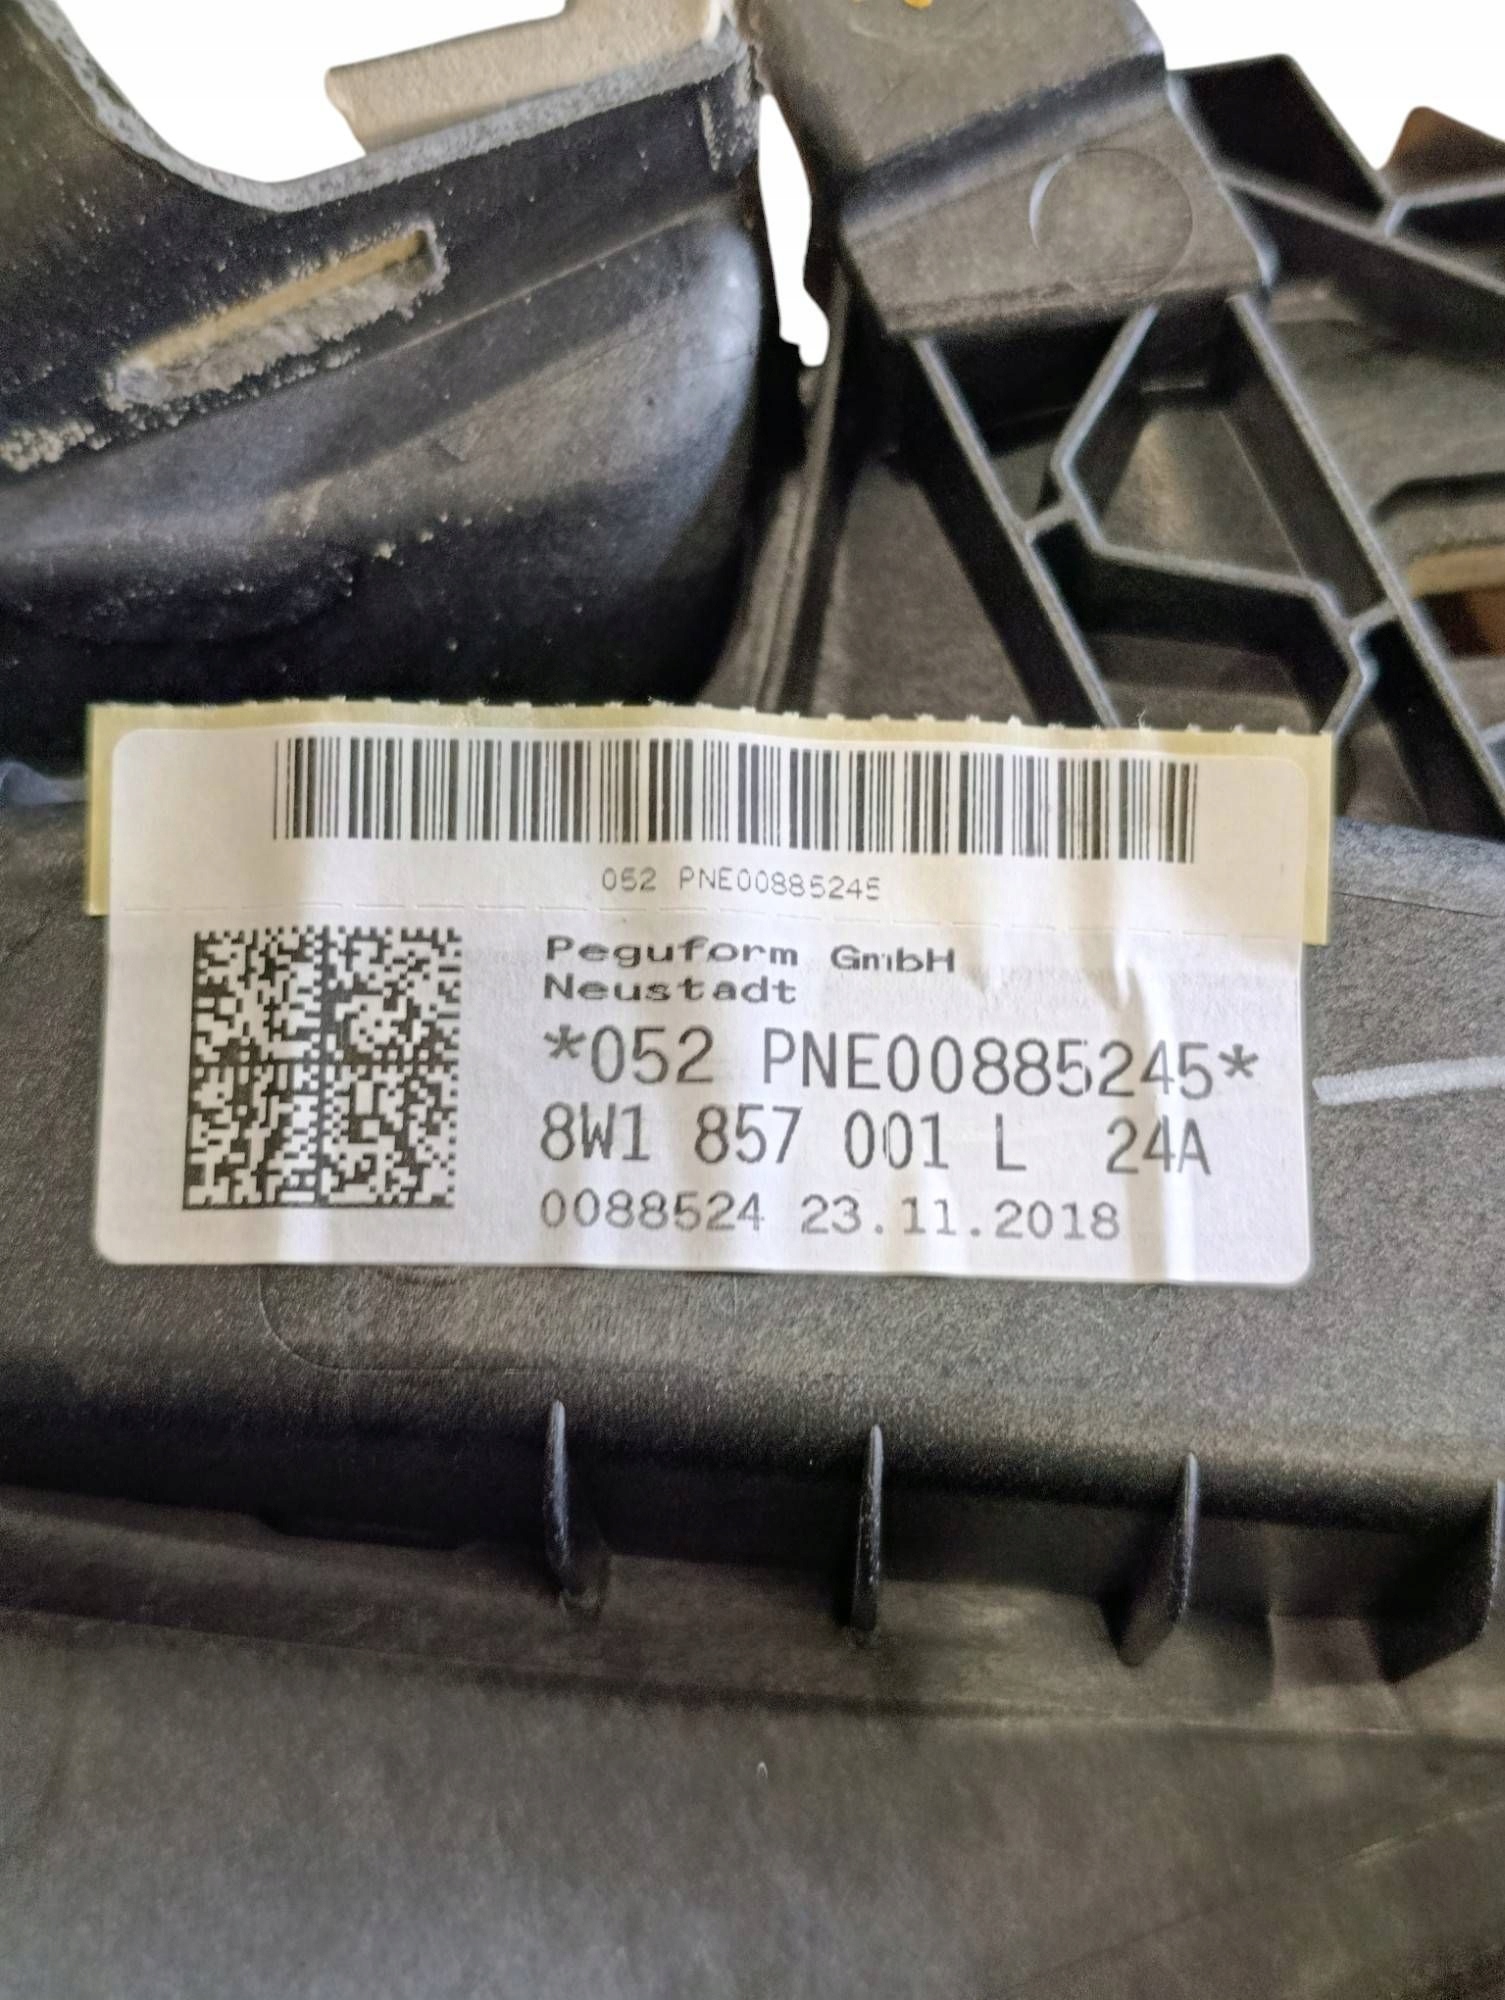 052 PNE00885245
Peguform GmbH
Neustadt
*052 PNE00885245*
8W1 857 001 L 24A
0088524 23.11.2018